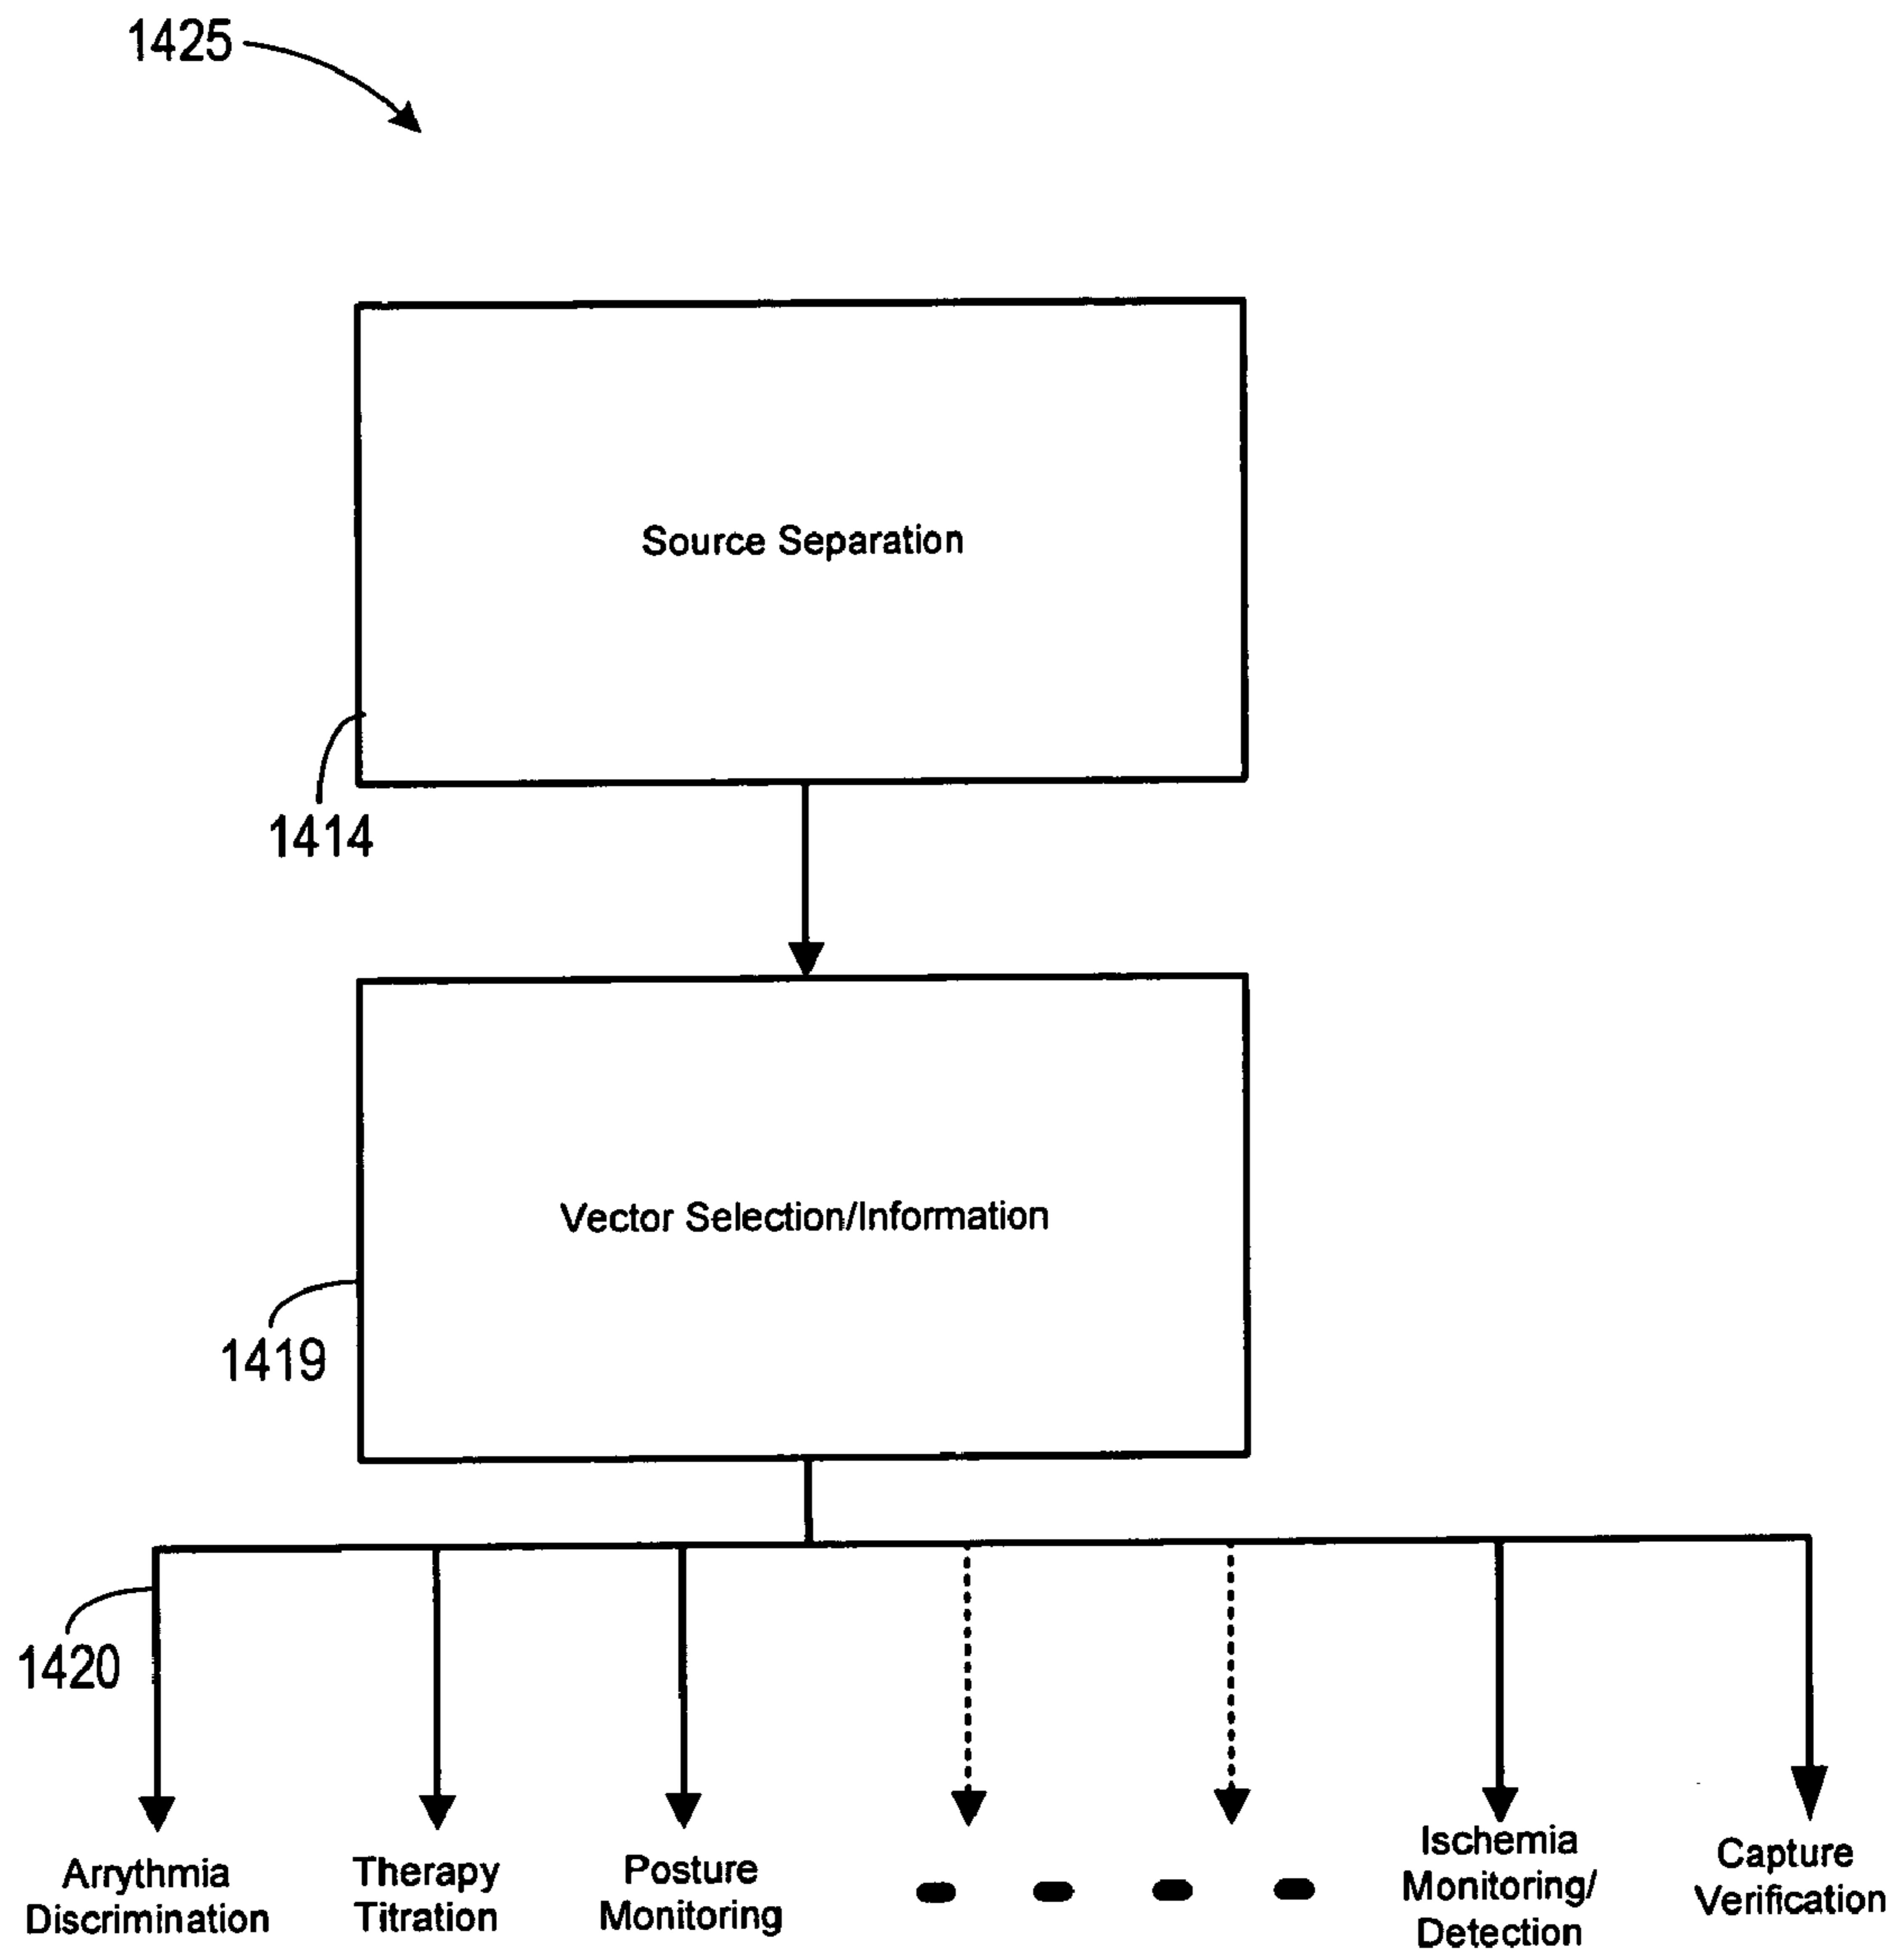 1425
Source Separation
1414
Vector Selection/Information
1419
1420
Arrythmia
Discrimination
Therapy
Titration
Posture
Monitoring
Ischemia
Monitoring/
Detection
Capture
Verification